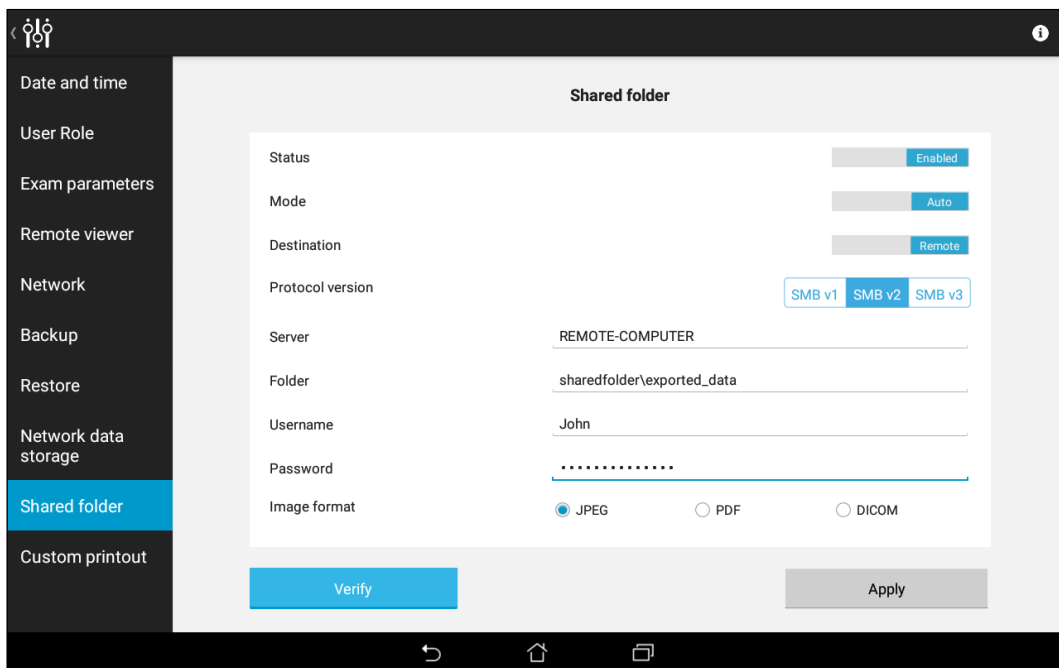 Date and time
User Role
Exam parameters
Remote viewer
Network
Backup
Restore
Network data
storage
Shared folder
Custom printout
Shared folder
Status Enabled
Mode Auto
Destination Remote
Protocol version SMB v1 SMB v2 SMB v3
Server REMOTE-COMPUTER
Folder sharedfolder\exported_data
Username John
Password ••••••••••••••
Image format JPEG PDF DICOM
Verify Apply